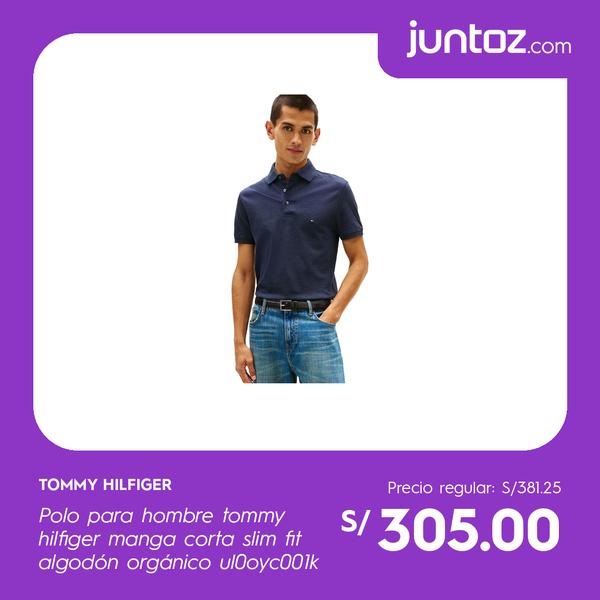 juntoz.com
TOMMY HILFIGER
Polo para hombre tommy
hilfiger manga corta slim fit
algodón orgánico ul0oyc001k
Precio regular: S/381.25
S/ 305.00